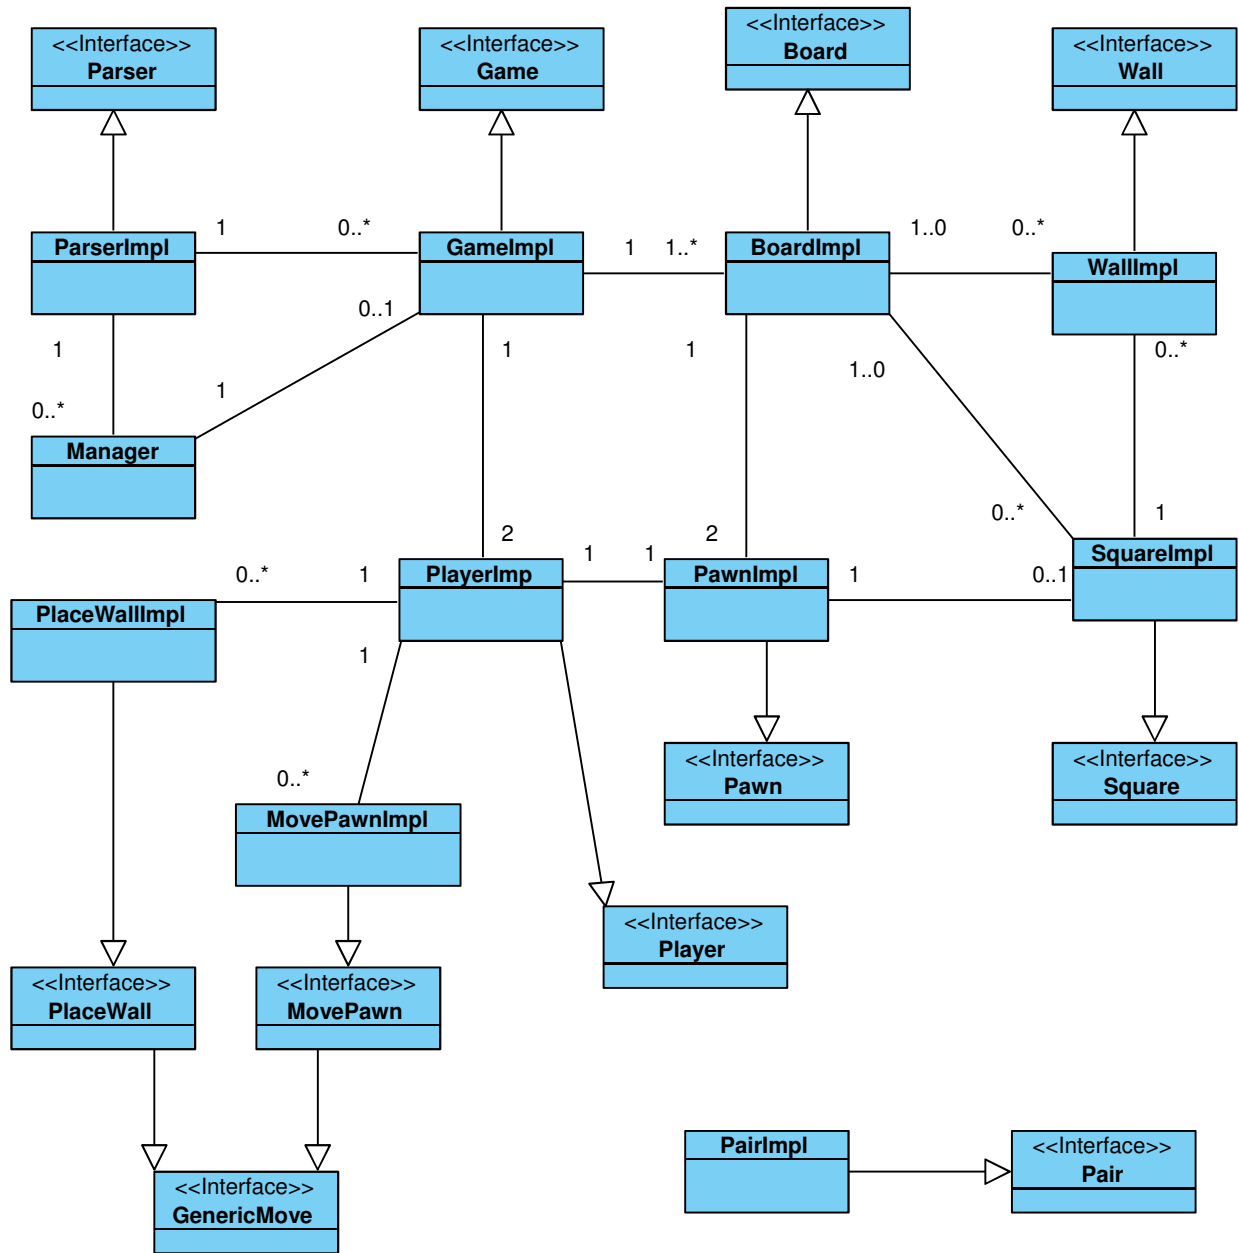 <<Interface>>
Parser
<<Interface>>
Game
<<Interface>>
Board
<<Interface>>
Wall
1
0..*
1
1..*
1..0
0..*
ParserImpl
GameImpl
BoardImpl
WallImpl
0..1
1
1
1
1..0
0..*
1
0..*
Manager
2
2
0..*
1
0..*
1
PlayerImp
1
1
PawnImpl
1
0..1
SquareImpl
PlaceWallImpl
1
0..*
MovePawnImpl
<<Interface>>
Pawn
<<Interface>>
Square
<<Interface>>
Player
<<Interface>>
PlaceWall
<<Interface>>
MovePawn
<<Interface>>
GenericMove
PairImpl
<<Interface>>
Pair